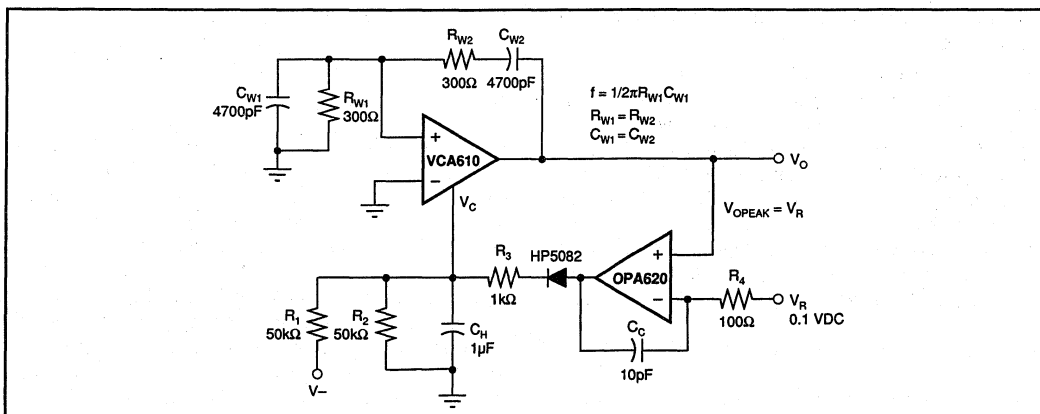 R_W2
300Ω
C_W2
4700pF
C_W1
4700pF
R_W1
300Ω
f = 1/2πR_W1C_W1
R_W1 = R_W2
C_W1 = C_W2
+
VCA610
–
V_C
V_O
V_OPEAK = V_R
R_3
1kΩ
HP5082
+
OPA620
–
R_4
100Ω
V_R
0.1 VDC
R_1
50kΩ
R_2
50kΩ
C_H
1µF
C_C
10pF
V–